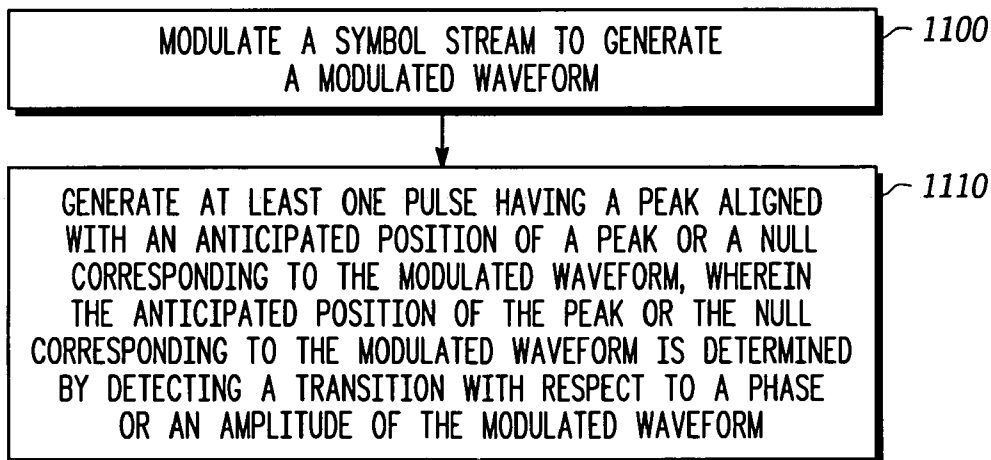 MODULATE A SYMBOL STREAM TO GENERATE
A MODULATED WAVEFORM
1100
GENERATE AT LEAST ONE PULSE HAVING A PEAK ALIGNED
WITH AN ANTICIPATED POSITION OF A PEAK OR A NULL
CORRESPONDING TO THE MODULATED WAVEFORM, WHEREIN
THE ANTICIPATED POSITION OF THE PEAK OR THE NULL
CORRESPONDING TO THE MODULATED WAVEFORM IS DETERMINED
BY DETECTING A TRANSITION WITH RESPECT TO A PHASE
OR AN AMPLITUDE OF THE MODULATED WAVEFORM
1110